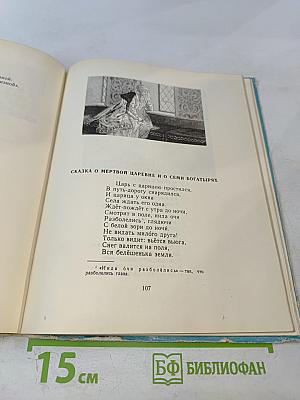 СКАЗКА О МЁРТВОЙ ЦАРЕВНЕ И О СЕМИ БОГАТЫРЯХ
Царь с царицею простился,
В путь-дорогу снарядился,
И царица у окна
Села ждать его одна.
Ждёт-пождёт с утра до ночи,
Смотрит в поле, инда очи
Разболелись¹, глядючи
С белой зори до ночи,
Не видать милого друга!
Только видит: вьётся вьюга,
Снег валится на поля,
Вся белёшенька земля.
¹ «Инда очи разболелись» — так, что
разболелись глаза.
107
15 см
БФ БИБЛИОФАН